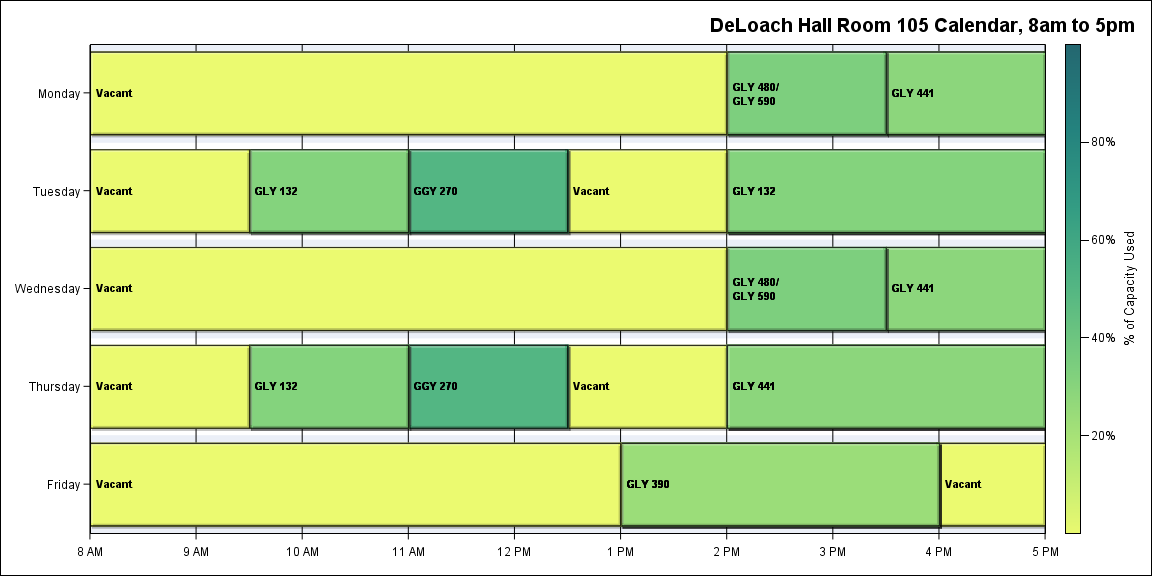 DeLoach Hall Room 105 Calendar, 8am to 5pm
Monday
Vacant
GLY 480/
GLY 590
GLY 441
Tuesday
Vacant
GLY 132
GGY 270
Vacant
GLY 132
Wednesday
Vacant
GLY 480/
GLY 590
GLY 441
Thursday
Vacant
GLY 132
GGY 270
Vacant
GLY 441
Friday
Vacant
GLY 390
Vacant
8 AM
9 AM
10 AM
11 AM
12 PM
1 PM
2 PM
3 PM
4 PM
5 PM
80%
60%
40%
20%
% of Capacity Used